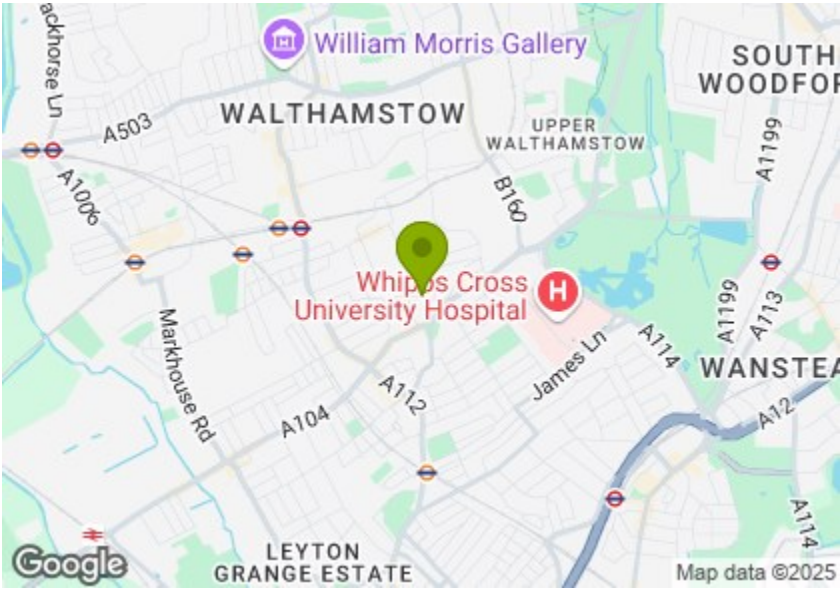 ackhorse Ln
William Morris Gallery
SOUTH
WOODFOR
A503
WALTHAMSTOW
UPPER
WALTHAMSTOW
A1199
A1006
B160
Whipps Cross
University Hospital
H
A1199
A113
Markhouse Rd
James Ln
A114
WANSTEA
A112
A104
A12
A114
LEYTON
GRANGE ESTATE
Google
Map data ©2025